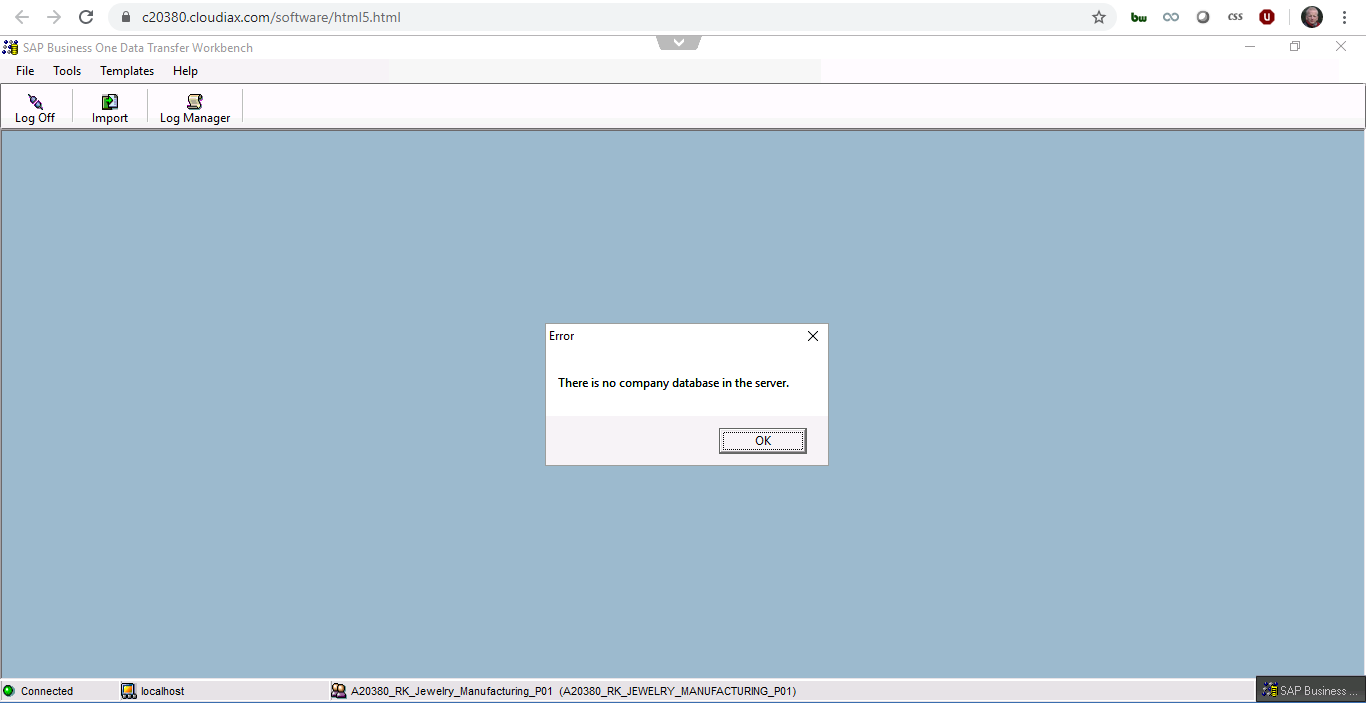 c20380.cloudiax.com/software/html5.html
bw
css
U
SAP Business One Data Transfer Workbench
File Tools Templates Help
Log Off Import Log Manager
Error
There is no company database in the server.
OK
Connected localhost A20380_RK_Jewelry_Manufacturing_P01 (A20380_RK_JEWELRY_MANUFACTURING_P01) SAP Business ...